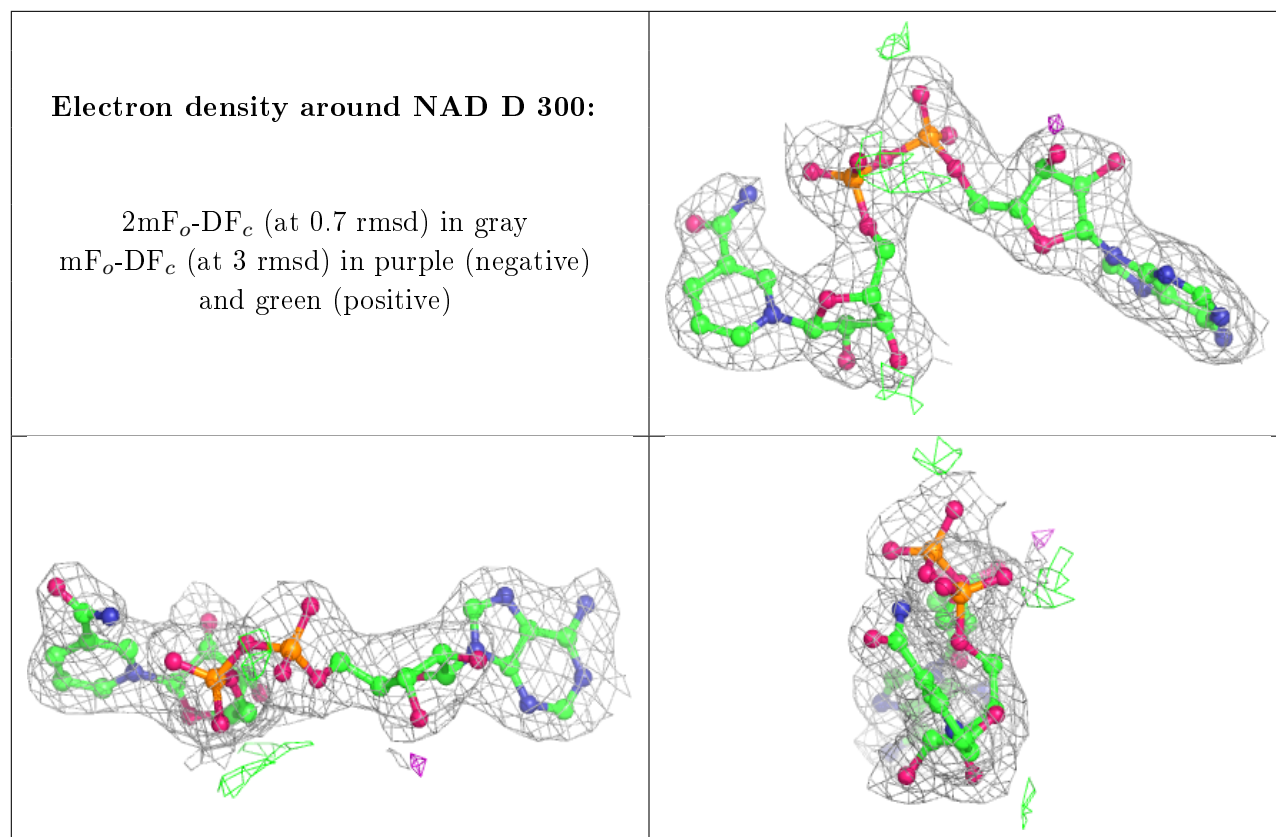 Electron density around NAD D 300:
2mFo-DFc (at 0.7 rmsd) in gray
mFo-DFc (at 3 rmsd) in purple (negative)
and green (positive)